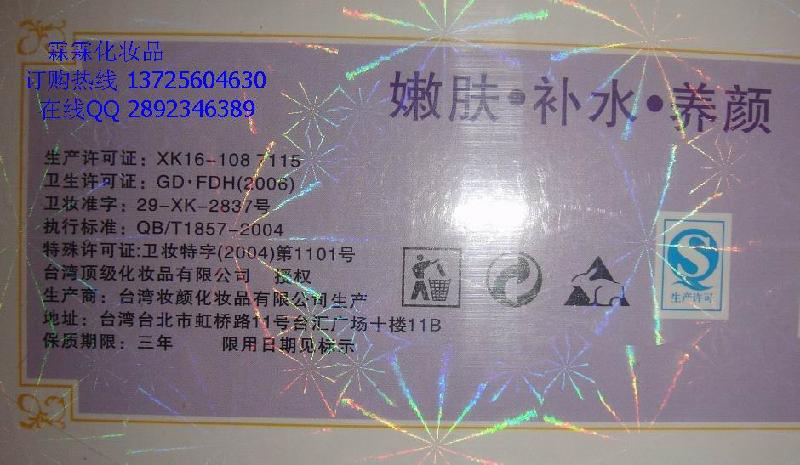 霖霖化妆品
订购热线 13725604630
在线QQ 2892346389
嫩肤·补水·养颜
生产许可证：XK16-108 7115
卫生许可证：GD·FDH(2006)
卫妆准字：29-XK-2837号
执行标准：QB/T1857-2004
特殊许可证:卫妆特字(2004)第1101号
台湾顶级化妆品有限公司 授权
生产商：台湾妆颜化妆品有限公司生产
地址：台湾台北市虹桥路11号台汇广场十楼11B
保质期限：三年 限用日期见标示
生产许可